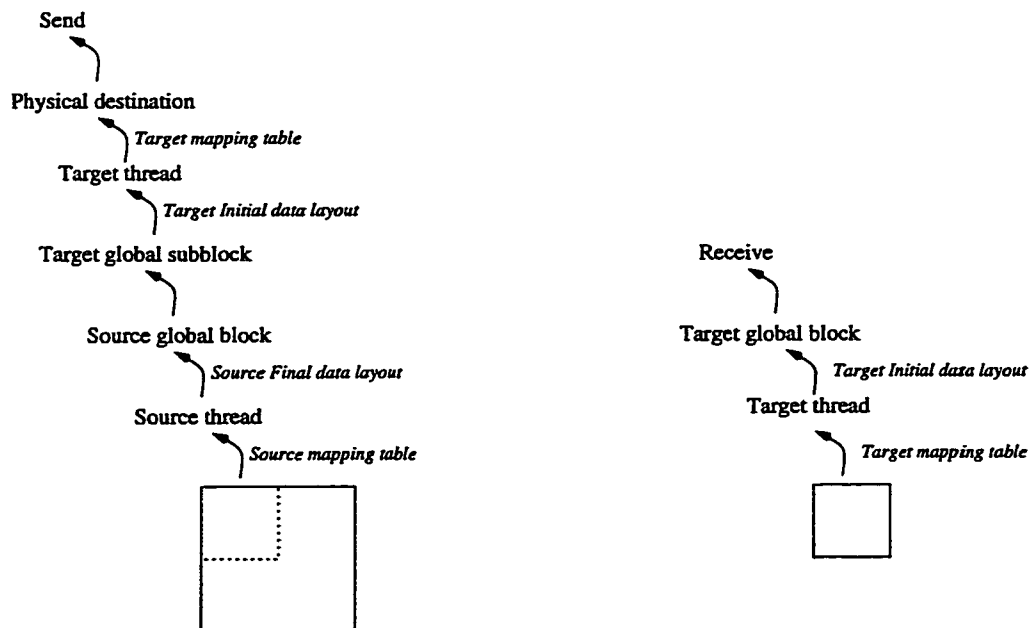 Send
Physical destination
Target mapping table
Target thread
Target Initial data layout
Target global subblock
Source global block
Source Final data layout
Source thread
Source mapping table
Receive
Target global block
Target Initial data layout
Target thread
Target mapping table